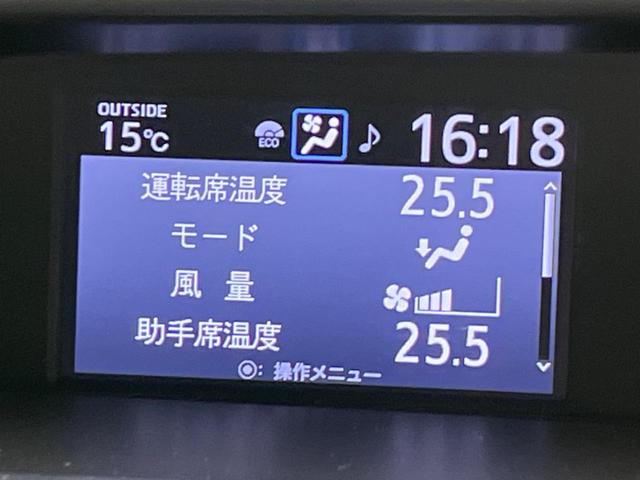 OUTSIDE
15℃
ECO
16:18
運転席温度 25.5
モード
風量
助手席温度 25.5
◎: 操作メニュー